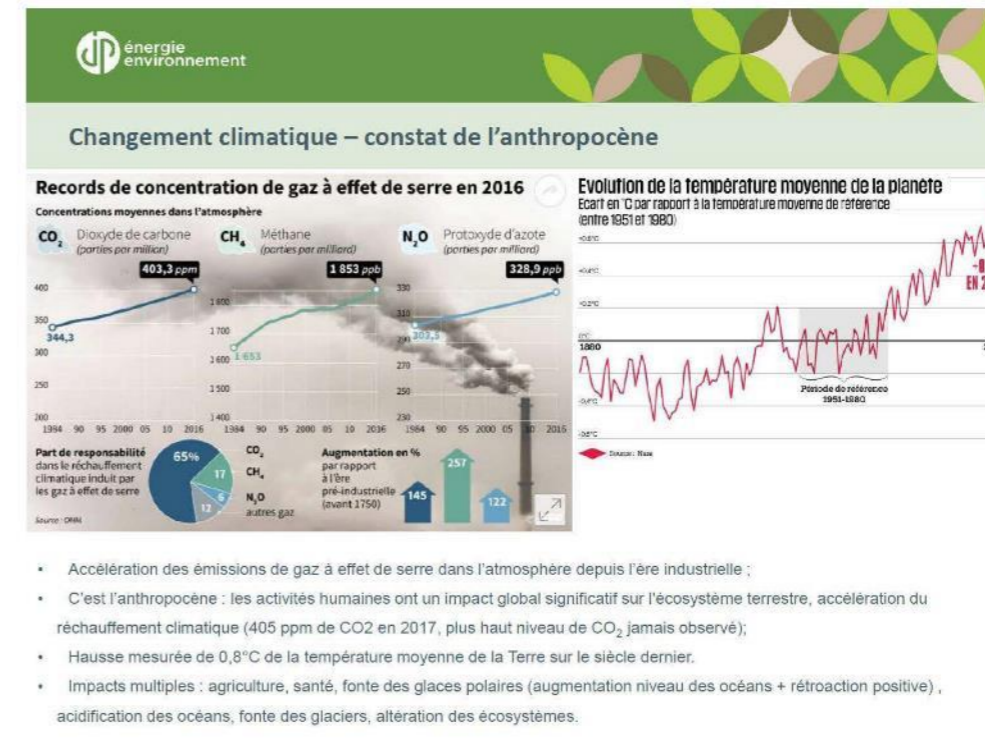 JP énergie
environnement
Changement climatique – constat de l'anthropocène
Records de concentration de gaz à effet de serre en 2016
Concentrations moyennes dans l'atmosphère
CO2 Dioxyde de carbone
(parties par million)
CH4 Méthane
(parties par milliard)
N2O Protoxyde d'azote
(parties par milliard)
403,3 ppm
400
350
344,3
300
250
200
1984 90 95 2000 05 10 2016
1 853 ppb
1 800
1 700
1 600
1 653
1 500
1 400
1984 90 95 2000 05 10 2016
328,9 ppb
330
310
303,5
290
270
250
230
1984 90 95 2000 05 10 2016
Part de responsabilité
dans le réchauffement
climatique induit par
les gaz à effet de serre
65%
17
6
12
CO2
CH4
N2O
autres gaz
Augmentation en %
par rapport
à l'ère
pré-industrielle
(avant 1750)
145
257
122
Source : OMM
Evolution de la température moyenne de la planète
Ecart en °C par rapport à la température moyenne de référence
(entre 1951 et 1980)
+0.2°C
0°C
1880
EN 2
Période de référence
1951-1980
Source: Nasa
• Accélération des émissions de gaz à effet de serre dans l'atmosphère depuis l'ère industrielle ;
• C'est l'anthropocène : les activités humaines ont un impact global significatif sur l'écosystème terrestre, accélération du
réchauffement climatique (405 ppm de CO2 en 2017, plus haut niveau de CO2 jamais observé);
• Hausse mesurée de 0,8°C de la température moyenne de la Terre sur le siècle dernier.
• Impacts multiples : agriculture, santé, fonte des glaces polaires (augmentation niveau des océans + rétroaction positive) ,
acidification des océans, fonte des glaciers, altération des écosystèmes.